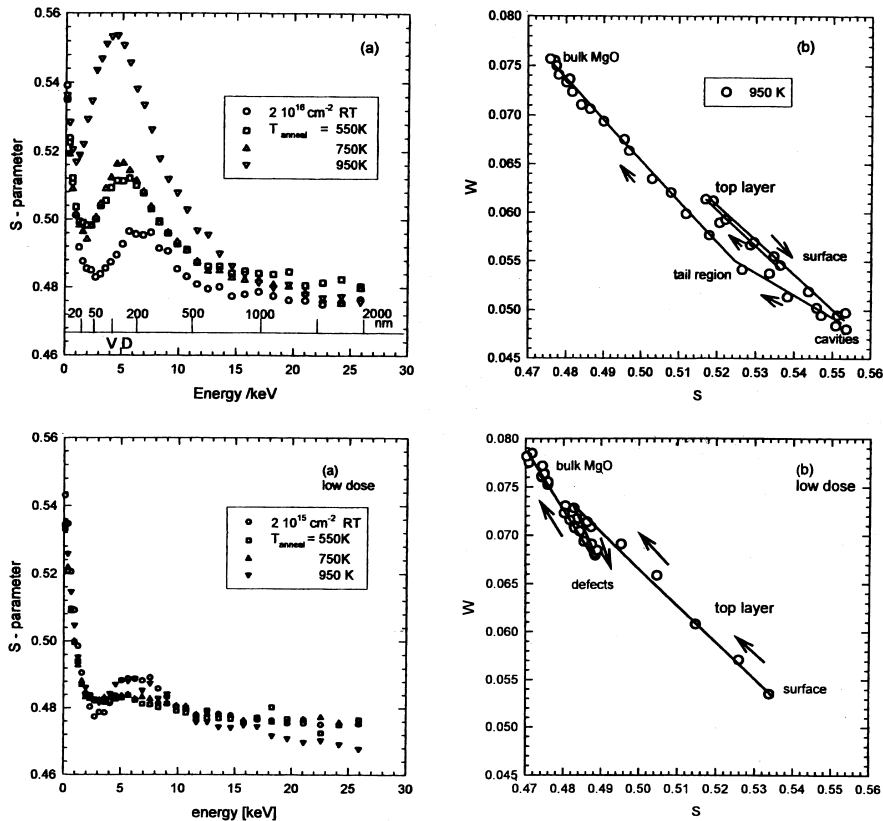 0.56
0.54
0.52
0.50
0.48
0.46
S - parameter
(a)
2 10¹⁶ cm⁻² RT
T anneal = 550K
750K
950K
20
50
100
200
500
1000
2000
nm
V D
0
5
10
15
20
25
30
Energy /keV
0.080
0.075
0.070
0.065
0.060
0.055
0.050
0.045
W
(b)
bulk MgO
950 K
top layer
surface
tail region
cavities
0.47
0.48
0.49
0.50
0.51
0.52
0.53
0.54
0.55
0.56
S
0.56
0.54
0.52
0.50
0.48
0.46
S - parameter
(a)
low dose
2 10¹⁵ cm⁻² RT
T anneal = 550K
750K
950 K
0
5
10
15
20
25
30
energy [keV]
0.080
0.075
0.070
0.065
0.060
0.055
0.050
0.045
W
(b)
low dose
bulk MgO
defects
top layer
surface
0.47
0.48
0.49
0.50
0.51
0.52
0.53
0.54
0.55
0.56
S